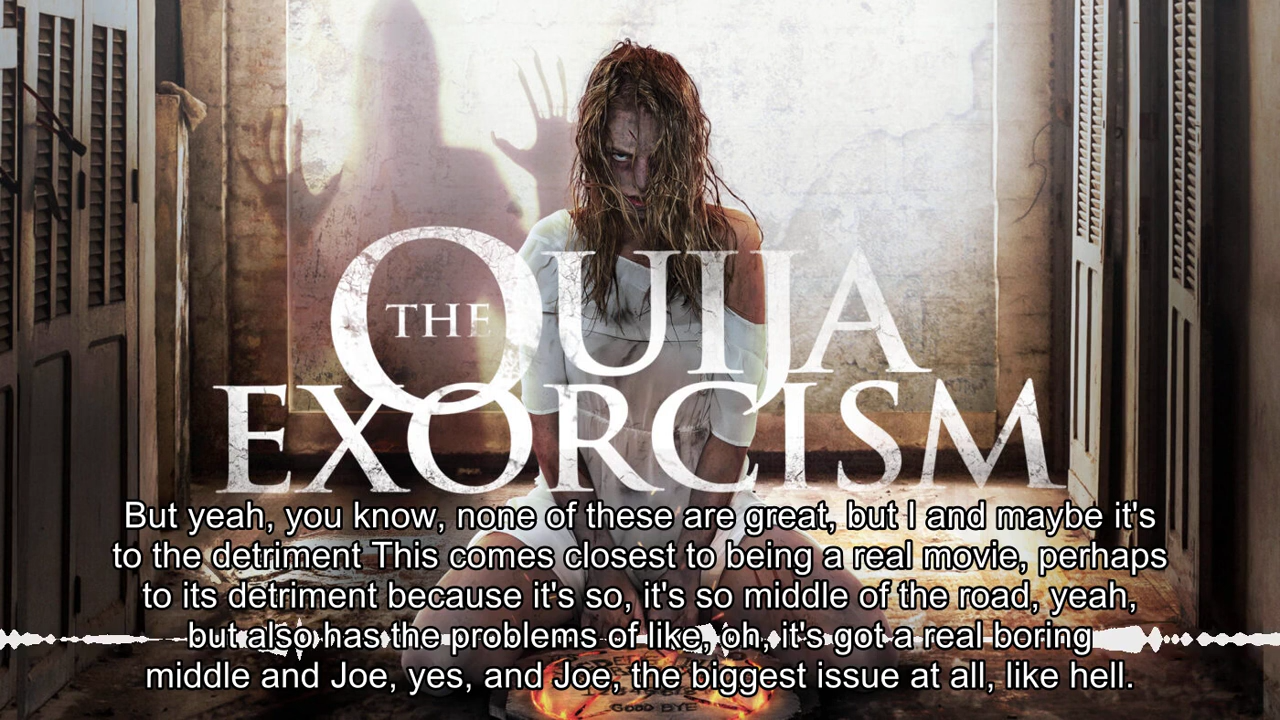 THE
OUIJA
EXORCISM
But yeah, you know, none of these are great, but I and maybe it's
to the detriment This comes closest to being a real movie, perhaps
to its detriment because it's so, it's so middle of the road, yeah,
but also has the problems of like, oh, it's got a real boring
middle and Joe, yes, and Joe, the biggest issue at all, like hell.
GOOD BYE